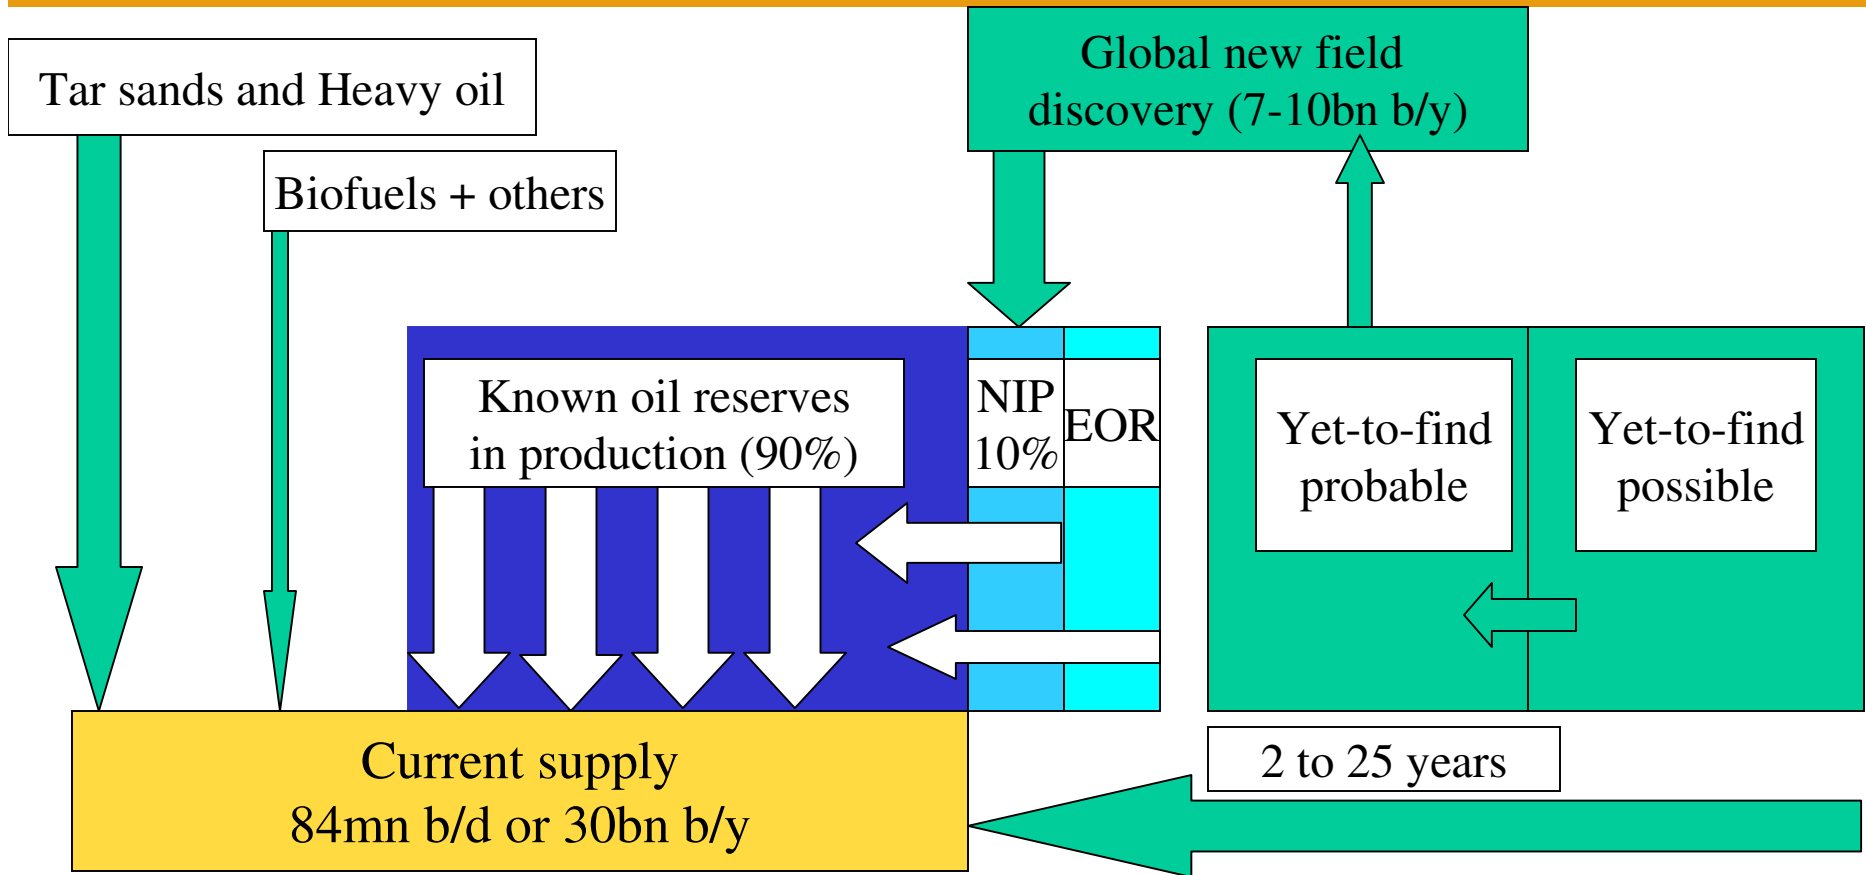 Tar sands and Heavy oil
Global new field
discovery (7-10bn b/y)
Biofuels + others
Known oil reserves
in production (90%)
NIP
10%
EOR
Yet-to-find
probable
Yet-to-find
possible
Current supply
84mn b/d or 30bn b/y
2 to 25 years